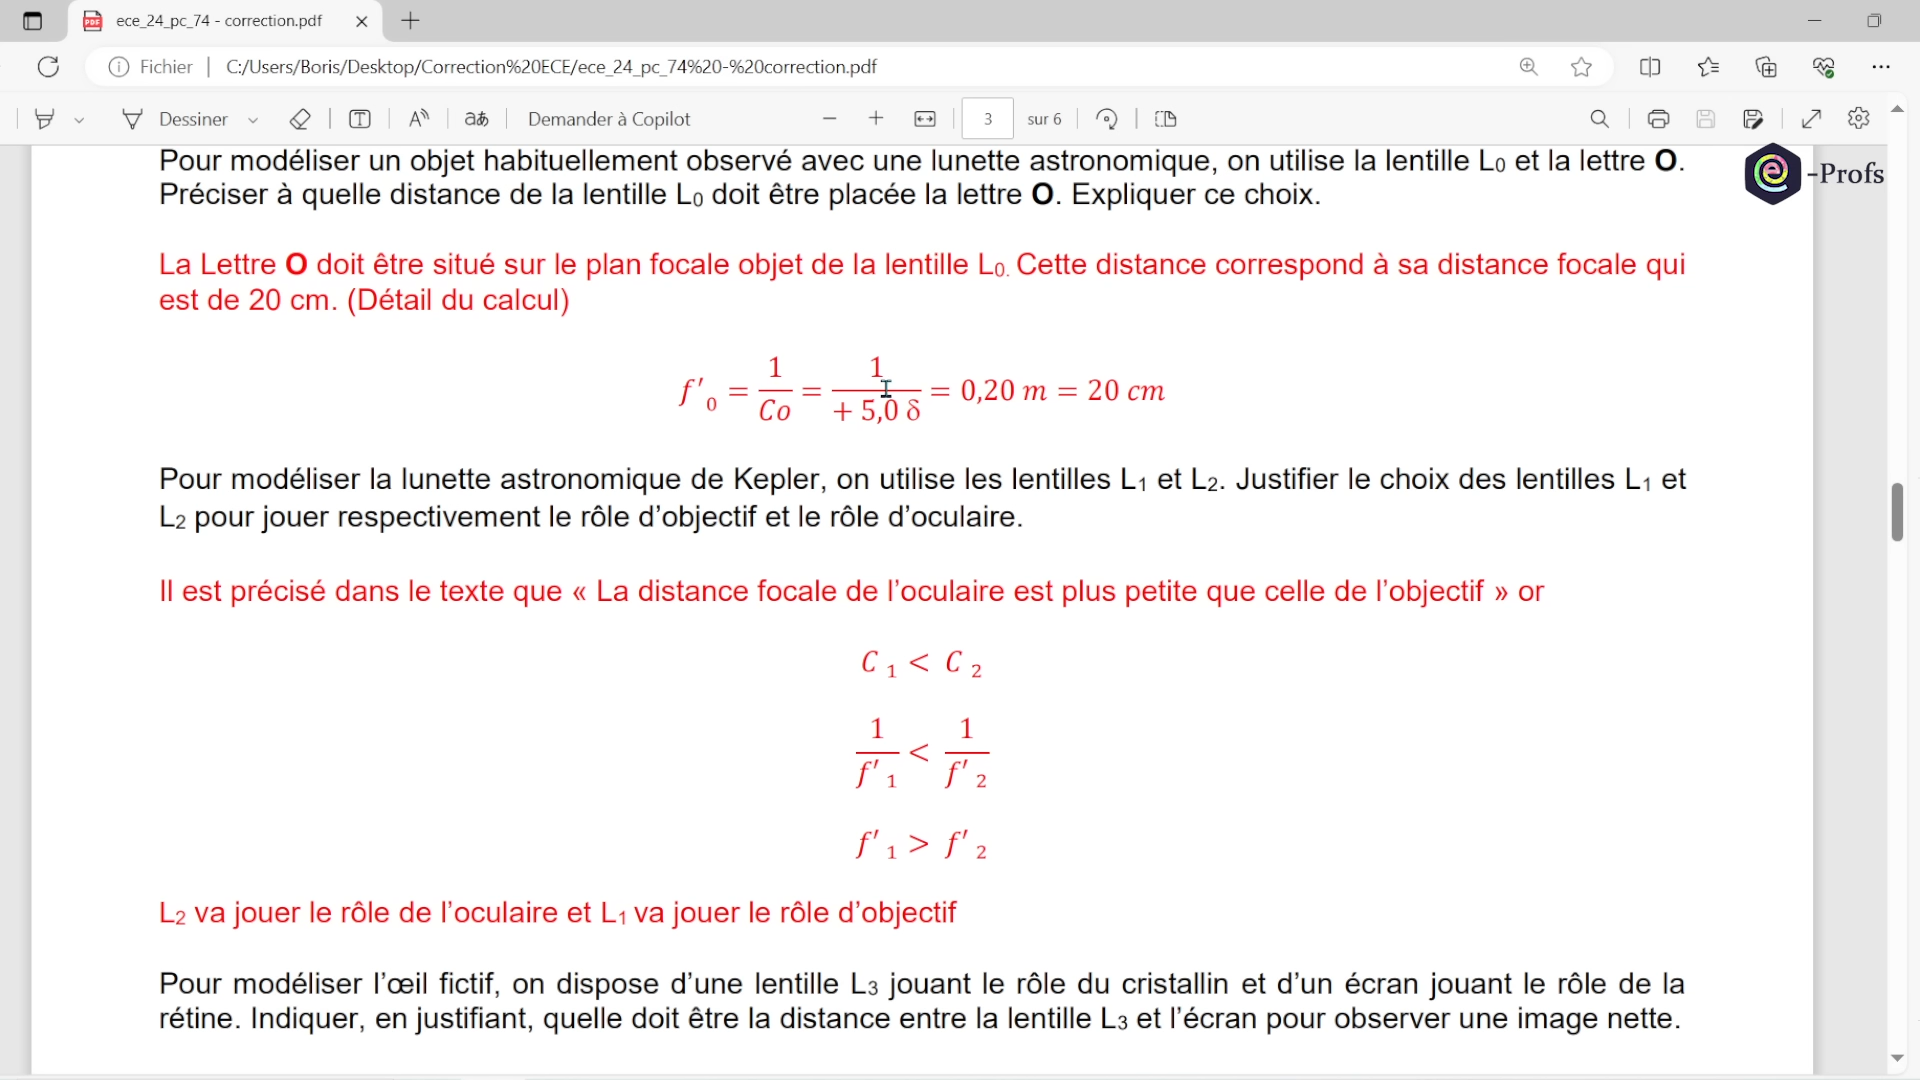 ece_24_pc_74 - correction.pdf
Fichier | C:/Users/Boris/Desktop/Correction%20ECE/ece_24_pc_74%20-%20correction.pdf
Dessiner aあ Demander à Copilot 3 sur 6
-Profs
Pour modéliser un objet habituellement observé avec une lunette astronomique, on utilise la lentille L0 et la lettre O.
Préciser à quelle distance de la lentille L0 doit être placée la lettre O. Expliquer ce choix.
La Lettre O doit être situé sur le plan focale objet de la lentille L0. Cette distance correspond à sa distance focale qui
est de 20 cm. (Détail du calcul)
f'0 = 1/Co = 1/+ 5,0 δ = 0,20 m = 20 cm
Pour modéliser la lunette astronomique de Kepler, on utilise les lentilles L1 et L2. Justifier le choix des lentilles L1 et
L2 pour jouer respectivement le rôle d'objectif et le rôle d'oculaire.
Il est précisé dans le texte que « La distance focale de l'oculaire est plus petite que celle de l'objectif » or
C 1 < C 2
1/f' 1 < 1/f' 2
f' 1 > f' 2
L2 va jouer le rôle de l'oculaire et L1 va jouer le rôle d'objectif
Pour modéliser l'œil fictif, on dispose d'une lentille L3 jouant le rôle du cristallin et d'un écran jouant le rôle de la
rétine. Indiquer, en justifiant, quelle doit être la distance entre la lentille L3 et l'écran pour observer une image nette.